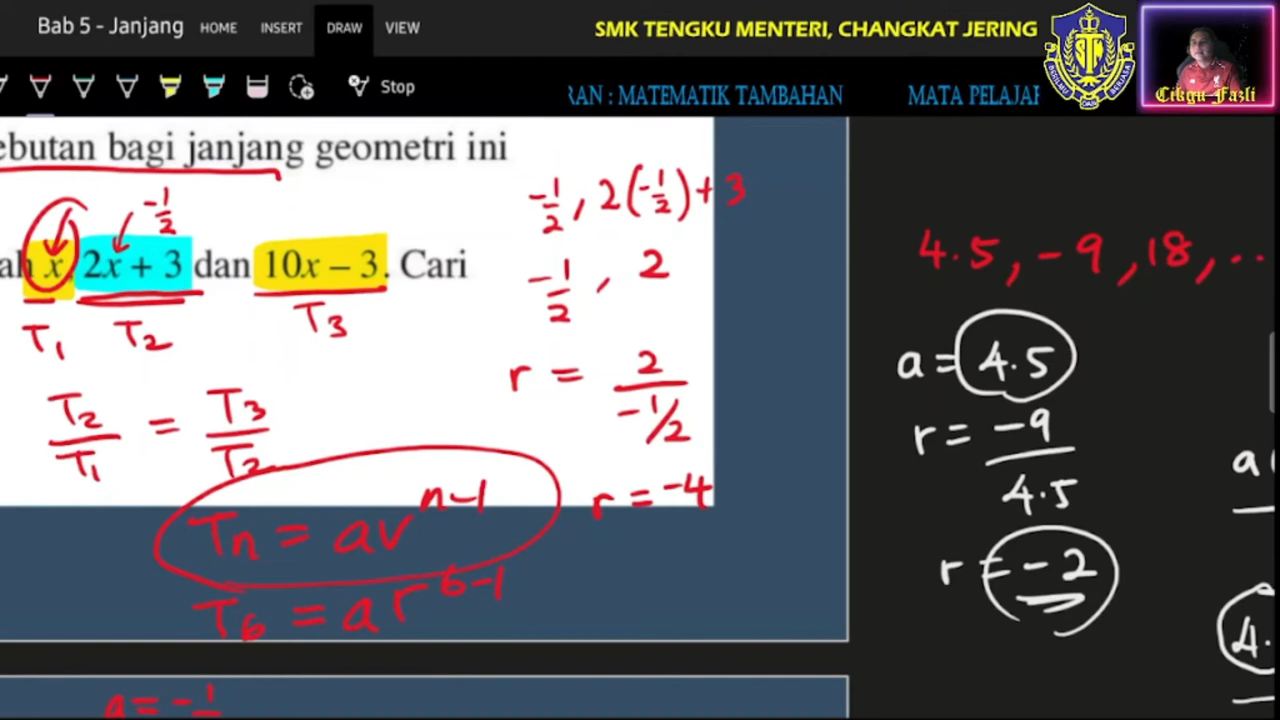 Bab 5 - Janjang HOME INSERT DRAW VIEW
SMK TENGKU MENTERI, CHANGKAT JERING
Stop
RAN : MATEMATIK TAMBAHAN MATA PELAJAR
Cikgu Fazli
ebutan bagi janjang geometri ini
-1/2
ah x, 2x + 3 dan 10x – 3. Cari
T1 T2 T3
T2/T1 = T3/T2
Tn = ar^n-1
T6 = ar^6-1
a = -1
-1/2, 2(-1/2) + 3
-1/2, 2
r = 2/-1/2
r = -4
4.5, -9, 18, ...
a = 4.5
r = -9/4.5
r = -2
a
4.